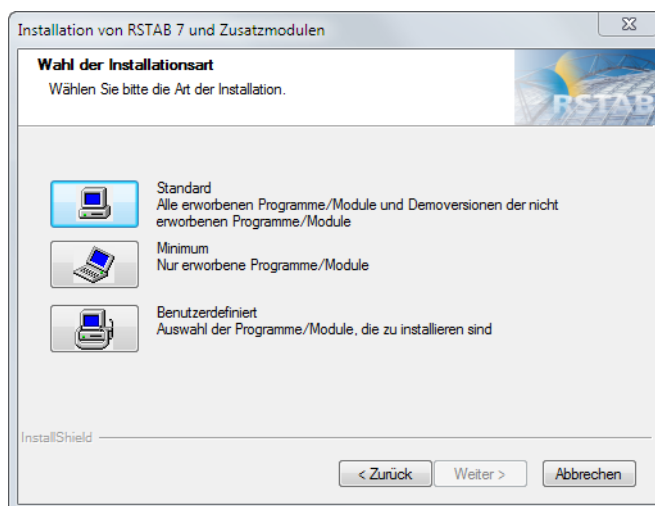 Installation von RSTAB 7 und Zusatzmodulen
Wahl der Installationsart
Wählen Sie bitte die Art der Installation.
RSTAB
Standard
Alle erworbenen Programme/Module und Demoversionen der nicht
erworbenen Programme/Module
Minimum
Nur erworbene Programme/Module
Benutzerdefiniert
Auswahl der Programme/Module, die zu installieren sind
InstallShield
< Zurück
Weiter >
Abbrechen